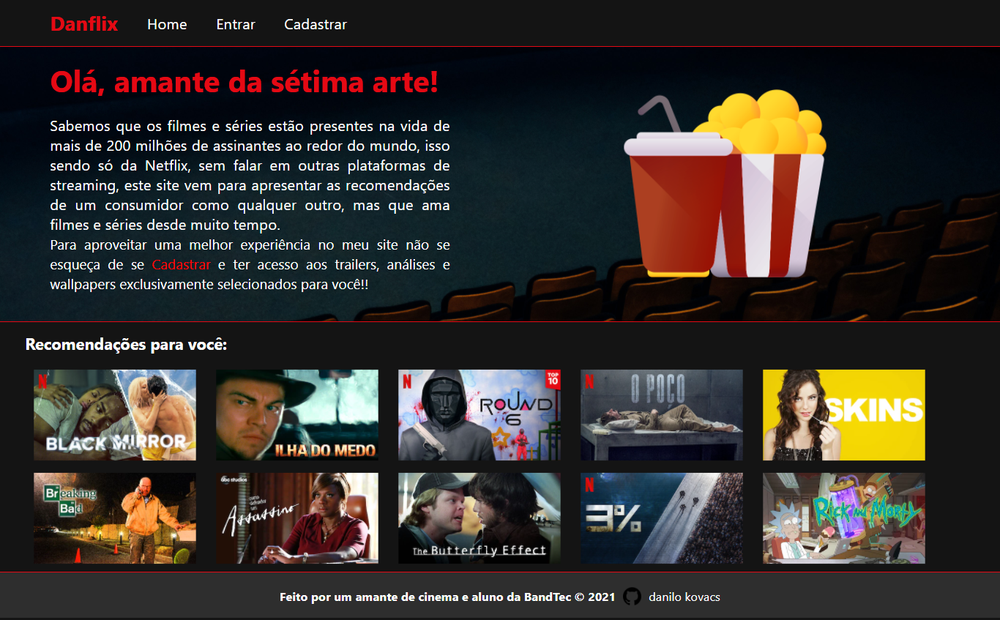 Danflix Home Entrar Cadastrar
Olá, amante da sétima arte!
Sabemos que os filmes e séries estão presentes na vida de
mais de 200 milhões de assinantes ao redor do mundo, isso
sendo só da Netflix, sem falar em outras plataformas de
streaming, este site vem para apresentar as recomendações
de um consumidor como qualquer outro, mas que ama
filmes e séries desde muito tempo.
Para aproveitar uma melhor experiência no meu site não se
esqueça de se Cadastrar e ter acesso aos trailers, análises e
wallpapers exclusivamente selecionados para você!!
Recomendações para você:
N
BLACK MIRROR
ILHA DO MEDO
N
TOP
10
ROUND
6
N
O POÇO
SKINS
Breaking
Bad
abc studios
como
defender
um
Assassino
The Butterfly Effect
N
3%
Rick and Morty
Feito por um amante de cinema e aluno da BandTec © 2021 danilo kovacs